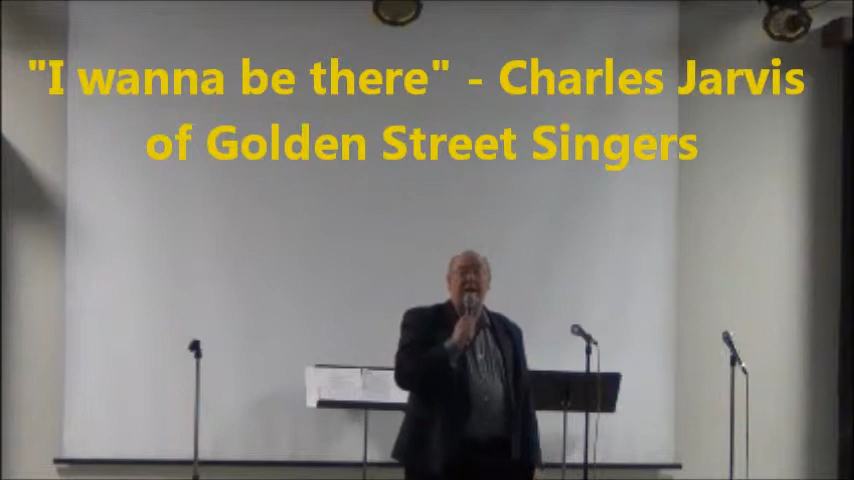 "I wanna be there" - Charles Jarvis
of Golden Street Singers